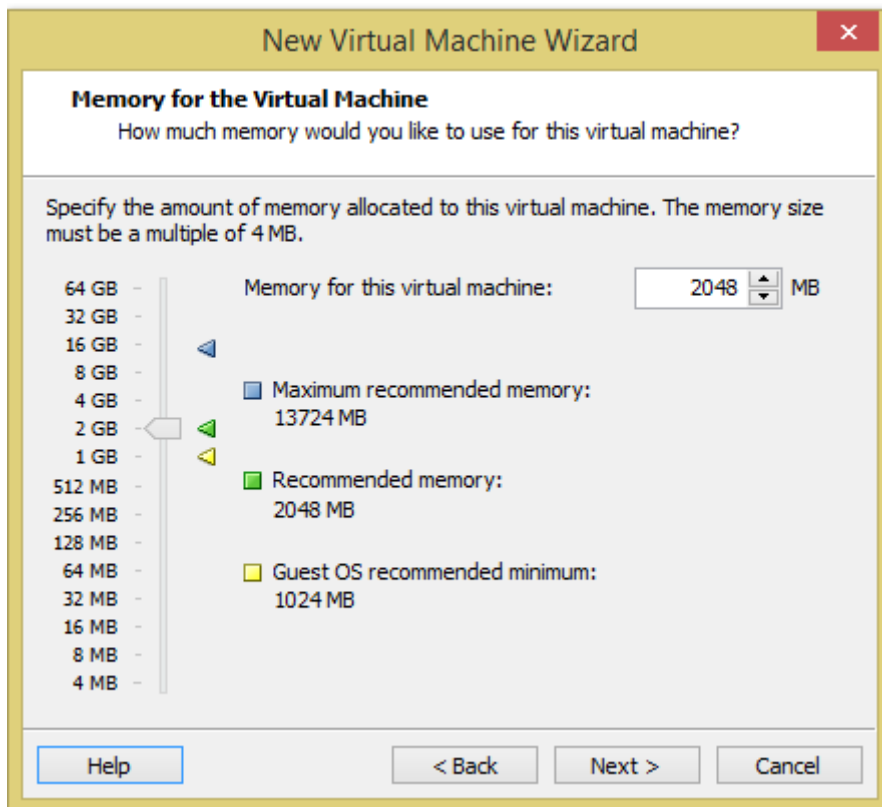 New Virtual Machine Wizard
Memory for the Virtual Machine
How much memory would you like to use for this virtual machine?
Specify the amount of memory allocated to this virtual machine. The memory size
must be a multiple of 4 MB.
64 GB
Memory for this virtual machine: 2048 MB
32 GB
16 GB
8 GB
Maximum recommended memory:
4 GB
13724 MB
2 GB
1 GB
Recommended memory:
512 MB
2048 MB
256 MB
128 MB
64 MB
Guest OS recommended minimum:
32 MB
1024 MB
16 MB
8 MB
4 MB
Help
< Back
Next >
Cancel